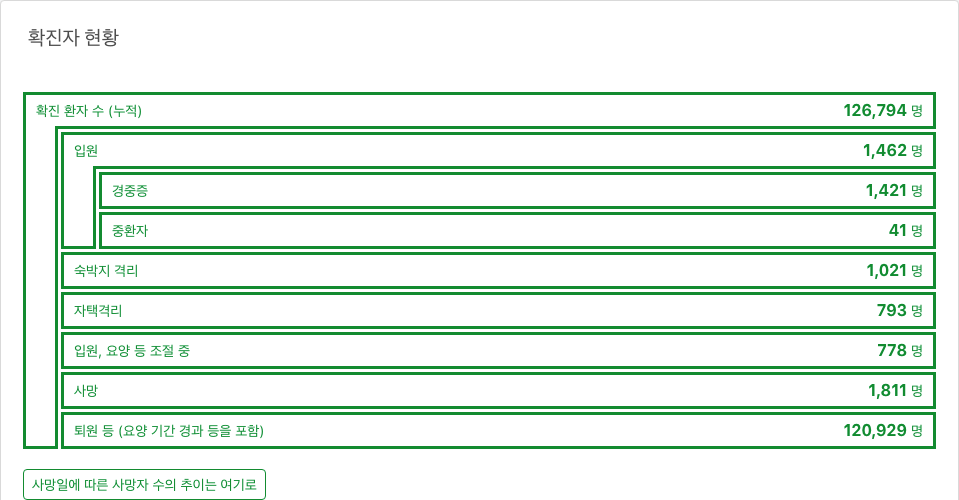 확진자 현황
확진 환자 수 (누적) 126,794 명
입원 1,462 명
경중증 1,421 명
중환자 41 명
숙박지 격리 1,021 명
자택격리 793 명
입원, 요양 등 조절 중 778 명
사망 1,811 명
퇴원 등 (요양 기간 경과 등을 포함) 120,929 명
사망일에 따른 사망자 수의 추이는 여기로